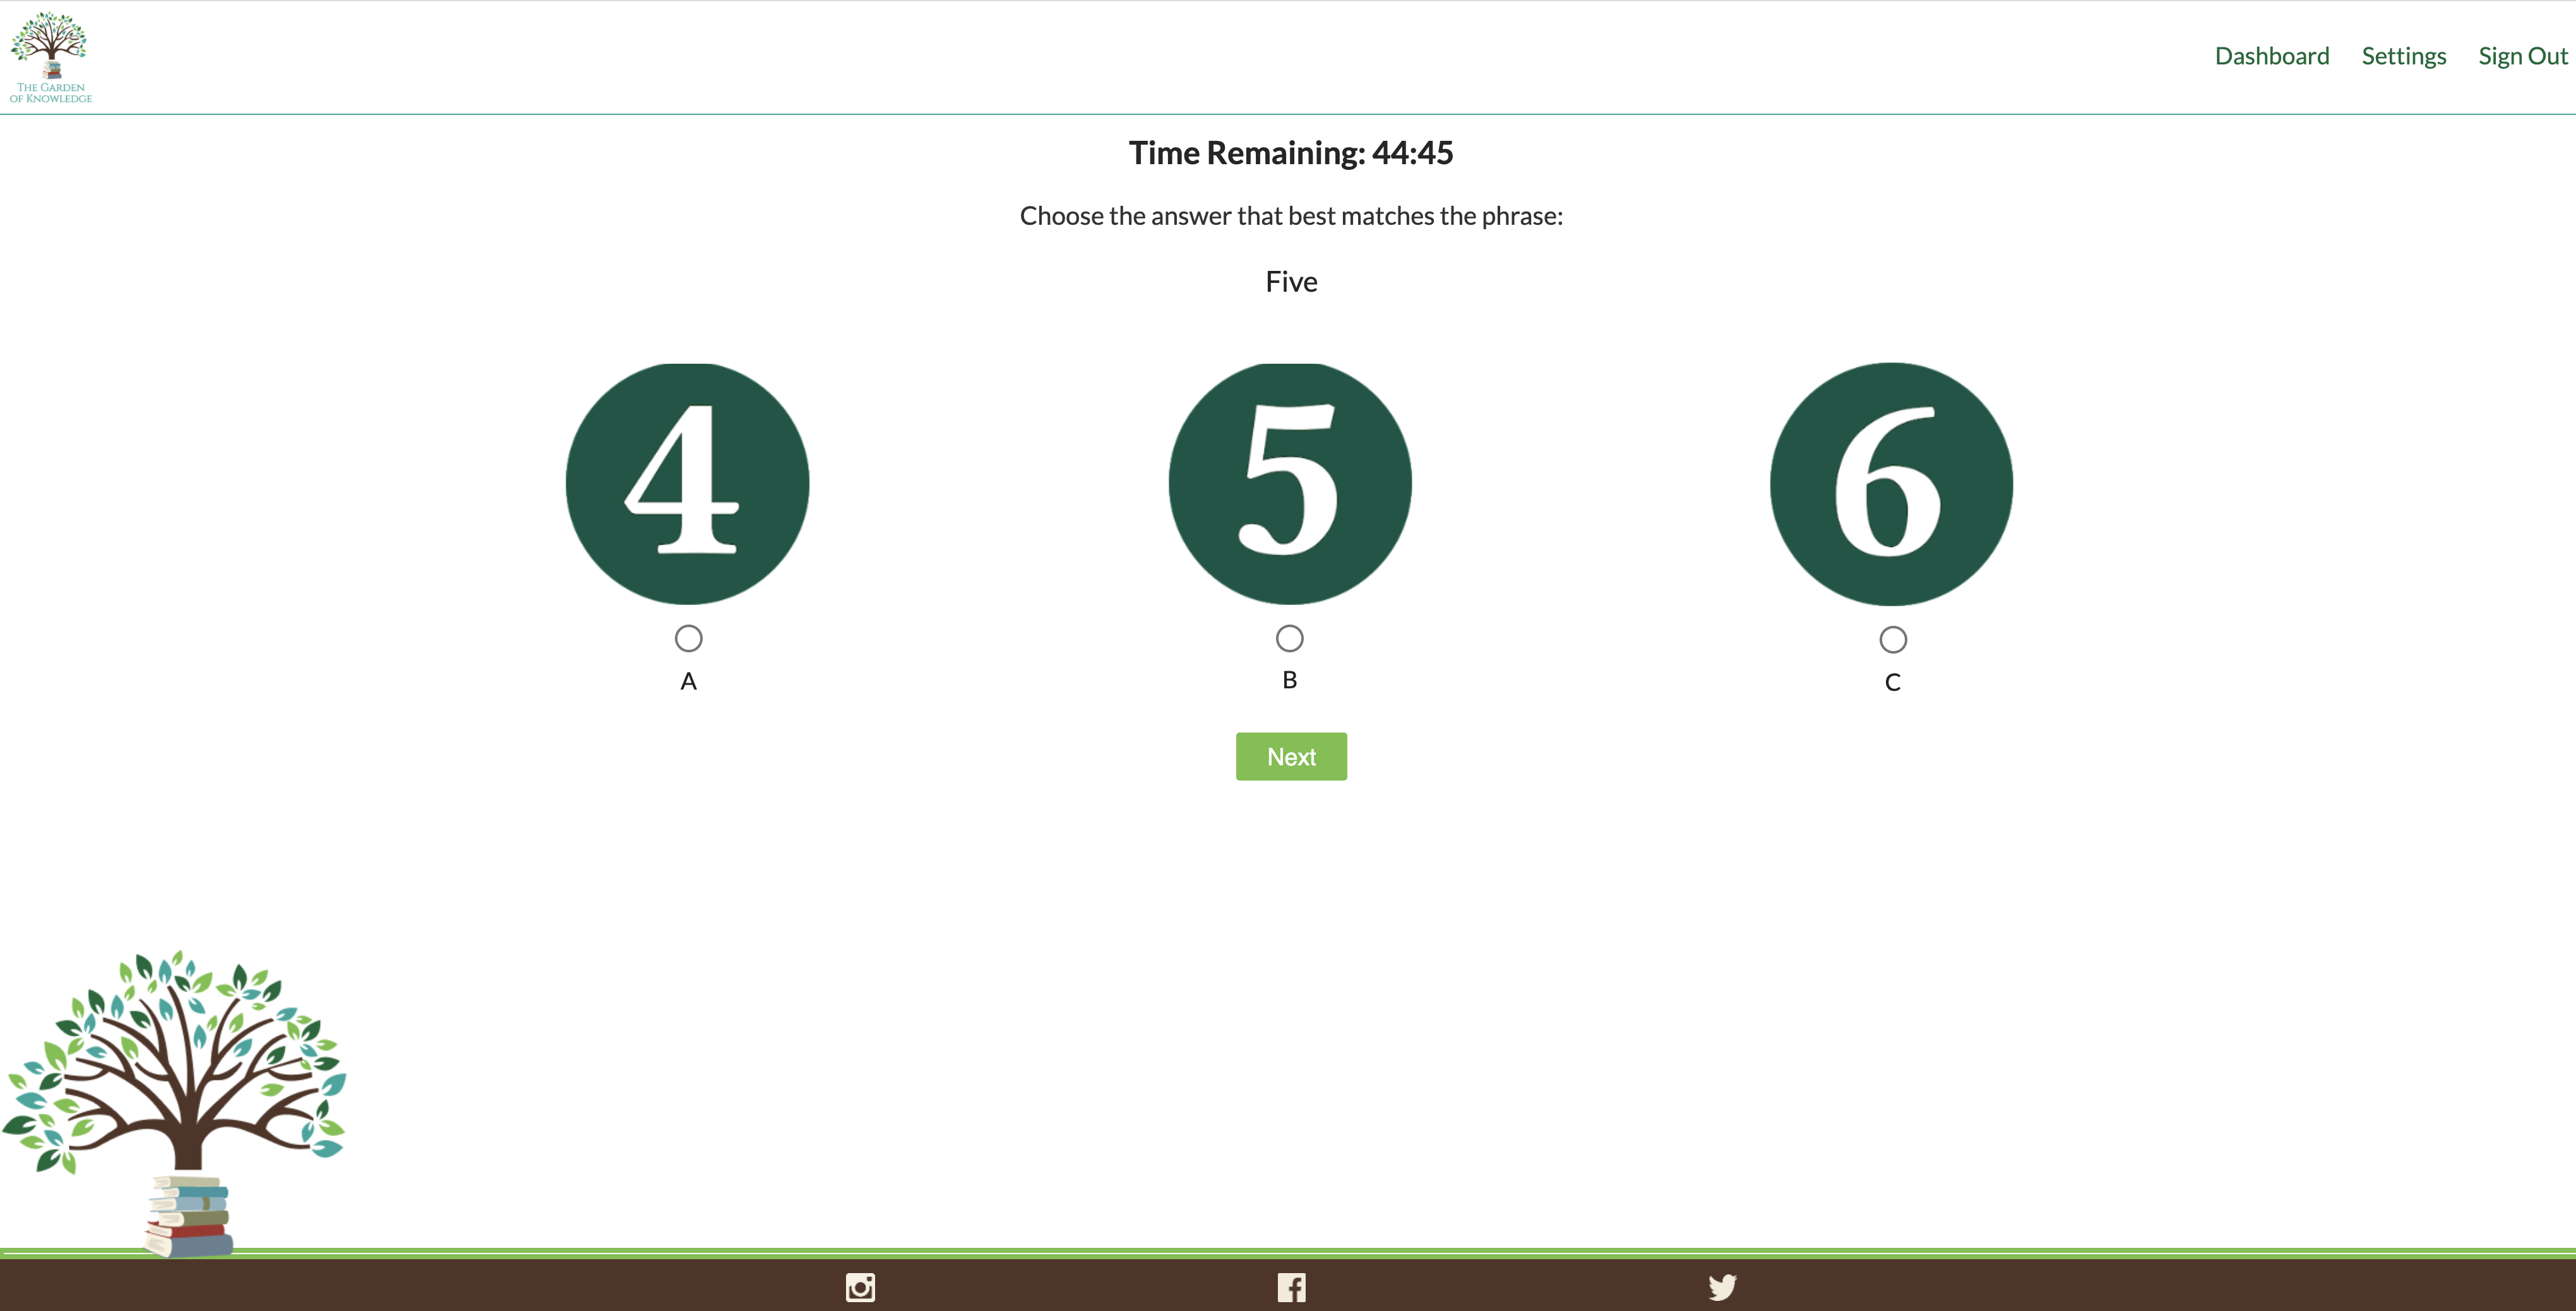 THE GARDEN
OF KNOWLEDGE
Dashboard Settings Sign Out
Time Remaining: 44:45
Choose the answer that best matches the phrase:
Five
4 5 6
A B C
Next